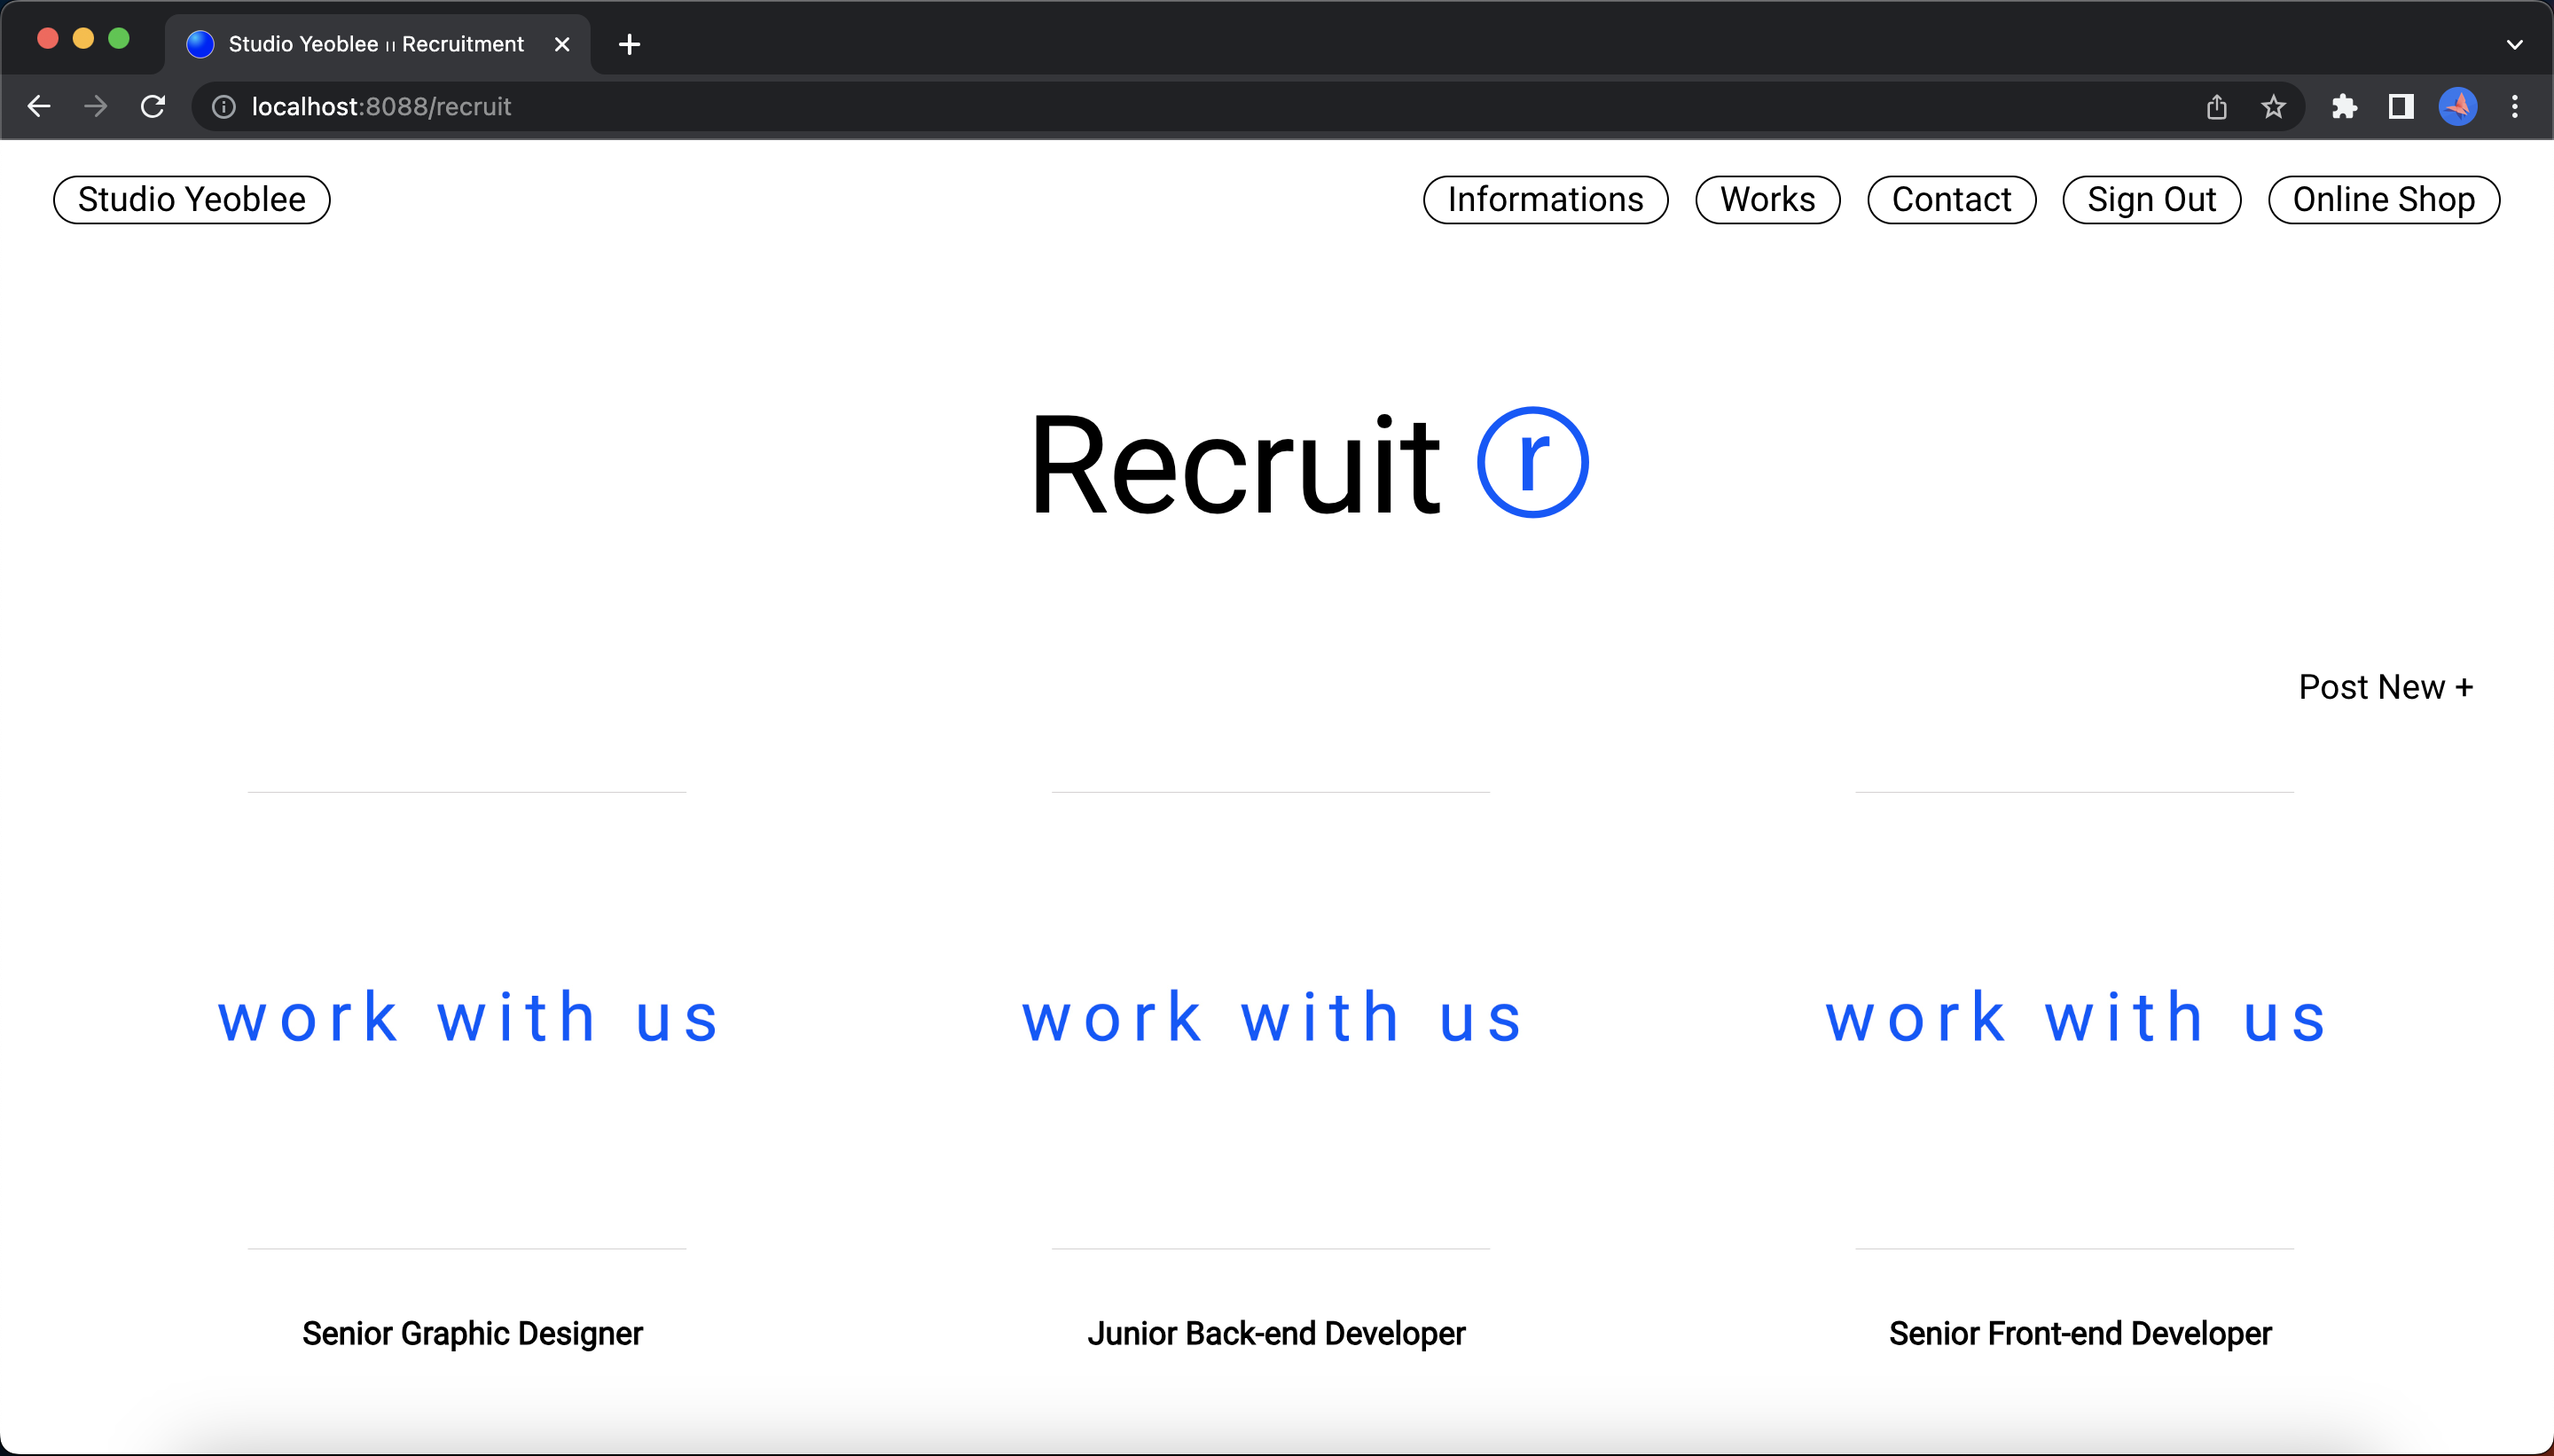 Studio Yeoblee ıı Recruitment
localhost:8088/recruit
Studio Yeoblee Informations Works Contact Sign Out Online Shop
Recruit r
Post New +
work with us work with us work with us
Senior Graphic Designer Junior Back-end Developer Senior Front-end Developer